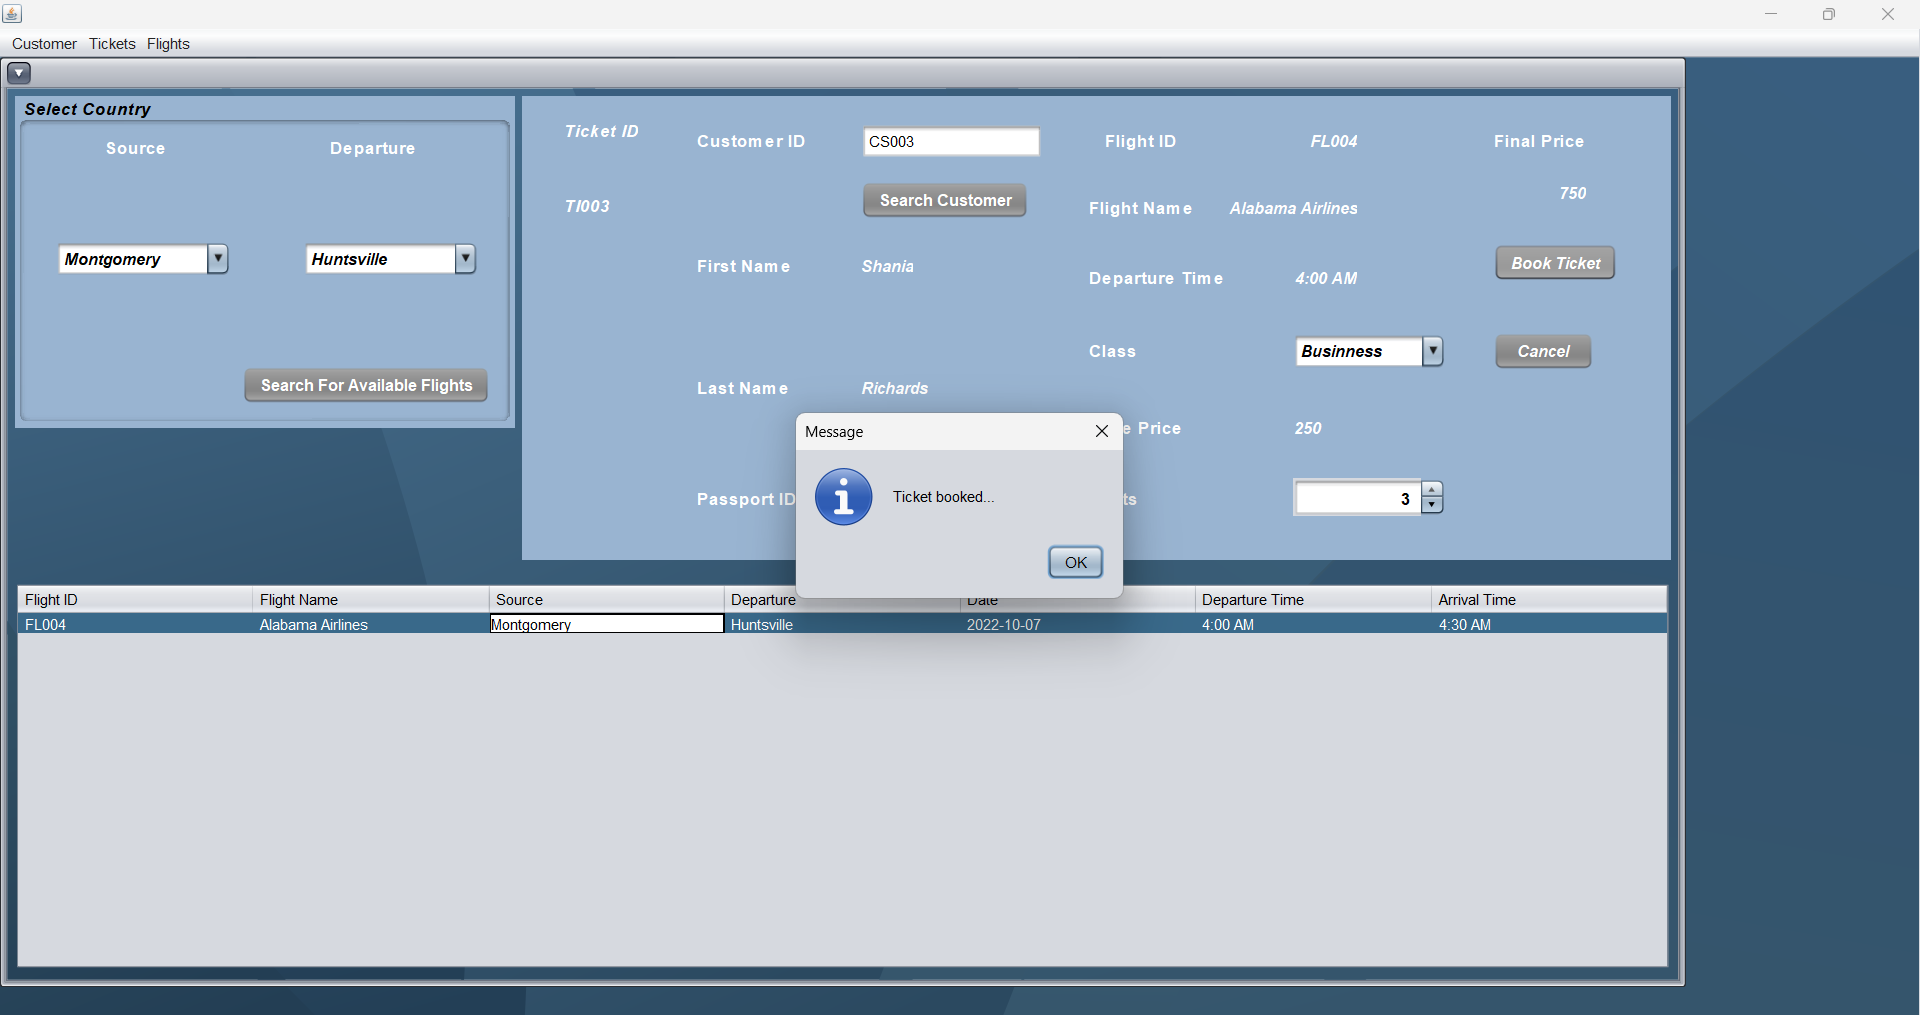 Customer Tickets Flights
Select Country
Source Departure
Montgomery Huntsville
Search For Available Flights
Ticket ID
TI003
Customer ID CS003
Search Customer
First Name Shania
Last Name Richards
Passport ID
Flight ID FL004
Flight Name Alabama Airlines
Departure Time 4:00 AM
Class Businness
Price 250
3
Final Price
750
Book Ticket
Cancel
Message
Ticket booked...
OK
Flight ID Flight Name Source Departure Date Departure Time Arrival Time
FL004 Alabama Airlines Montgomery Huntsville 2022-10-07 4:00 AM 4:30 AM